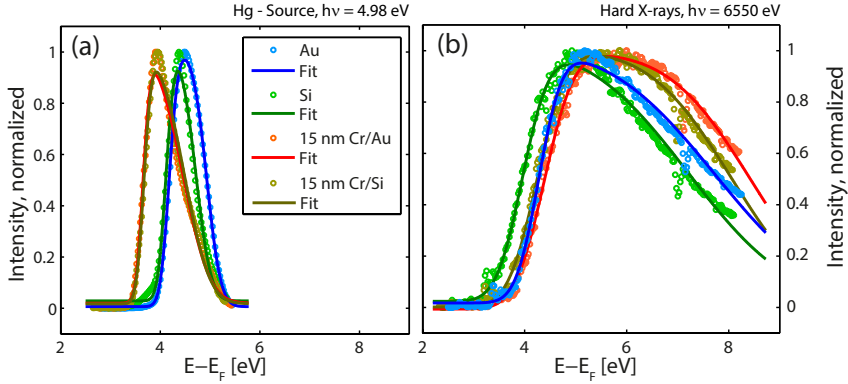 Hg - Source, hν = 4.98 eV
Hard X-rays, hν = 6550 eV
(a)
Au
Fit
Si
Fit
15 nm Cr/Au
Fit
15 nm Cr/Si
Fit
(b)
Intensity, normalized
1
0.8
0.6
0.4
0.2
0
2
4
6
8
E−E_F [eV]
2
4
6
8
E−E_F [eV]
1
0.8
0.6
0.4
0.2
0
Intensity, normalized